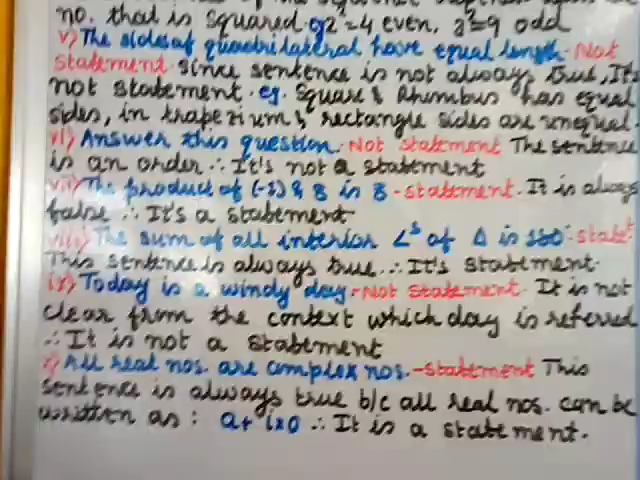 no. that is squared. eg 2²=4 even, 3²=9 odd
v) The sides of quadrilateral have equal length - Not
statement. Since sentence is not always true, It's
not statement. eg. Square & Rhombus has equal
sides, in trapezium & rectangle sides are unequal.
vi) Answer this question - Not statement The sentence
is an order ∴ It's not a statement
vii) The product of (-1) & 8 is 8 - statement. It is always
false ∴ It's a statement
viii) The sum of all interior ∠s of Δ is 180° - statet
This sentence is always true ∴ It's statement.
ix) Today is a windy day - Not statement. It is not
clear from the context which day is referred
∴ It is not a statement
x) All real nos. are complex nos. - statement This
sentence is always true b/c all real nos. can be
written as : a + i×0 ∴ It is a statement.